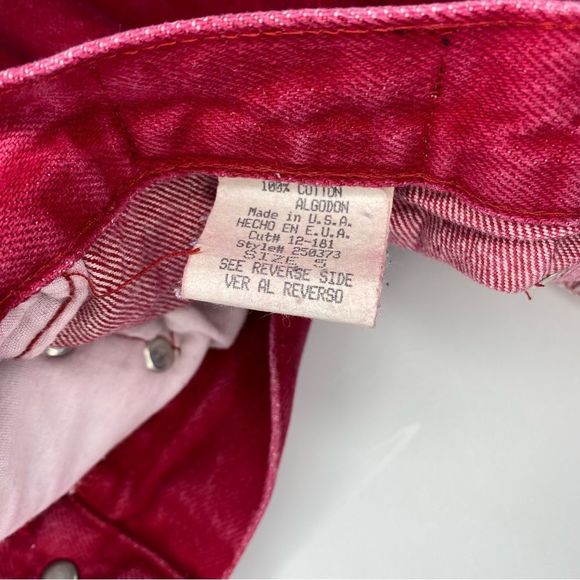 100% COTTON
ALGODON
Made in U.S.A.
HECHO EN E.U.A.
Cut# 12-181
Style# 250373
SIZE
SEE REVERSE SIDE
VER AL REVERSO